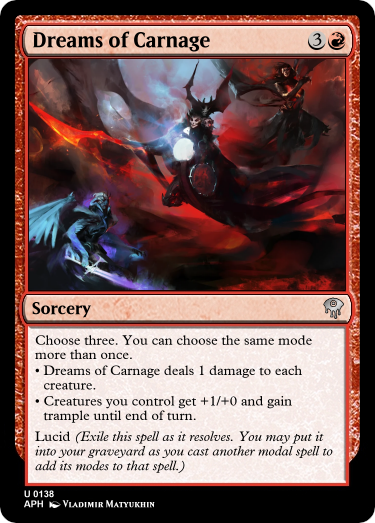 Dreams of Carnage 3
Sorcery
Choose three. You can choose the same mode
more than once.
• Dreams of Carnage deals 1 damage to each
creature.
• Creatures you control get +1/+0 and gain
trample until end of turn.
Lucid (Exile this spell as it resolves. You may put it
into your graveyard as you cast another modal spell to
add its modes to that spell.)
U 0138
APH Vladimir Matyukhin